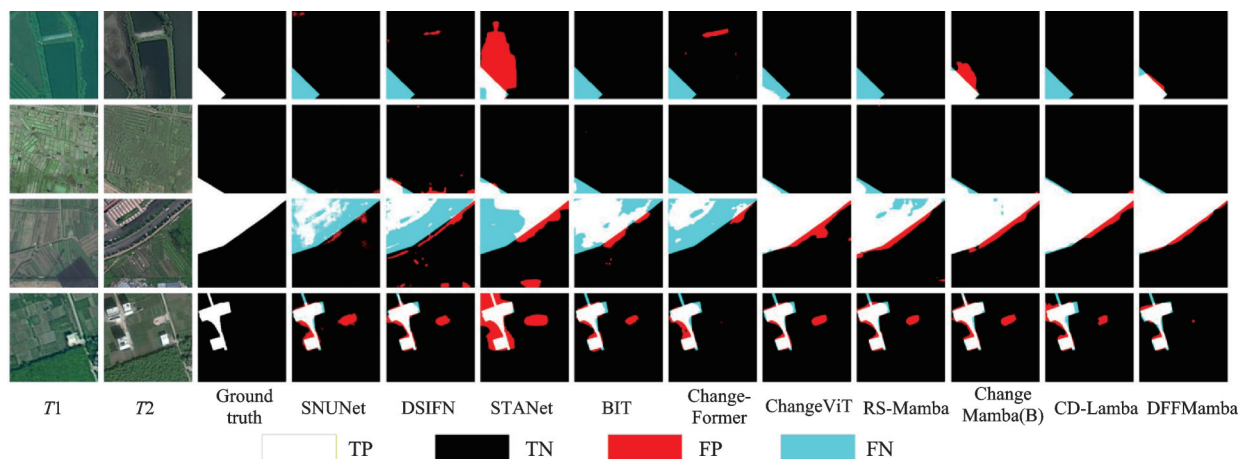 T1 T2 Ground truth SNUNet DSIFN STANet BIT Change-Former ChangeViT RS-Mamba Change Mamba(B) CD-Lamba DFFMamba
TP TN FP FN